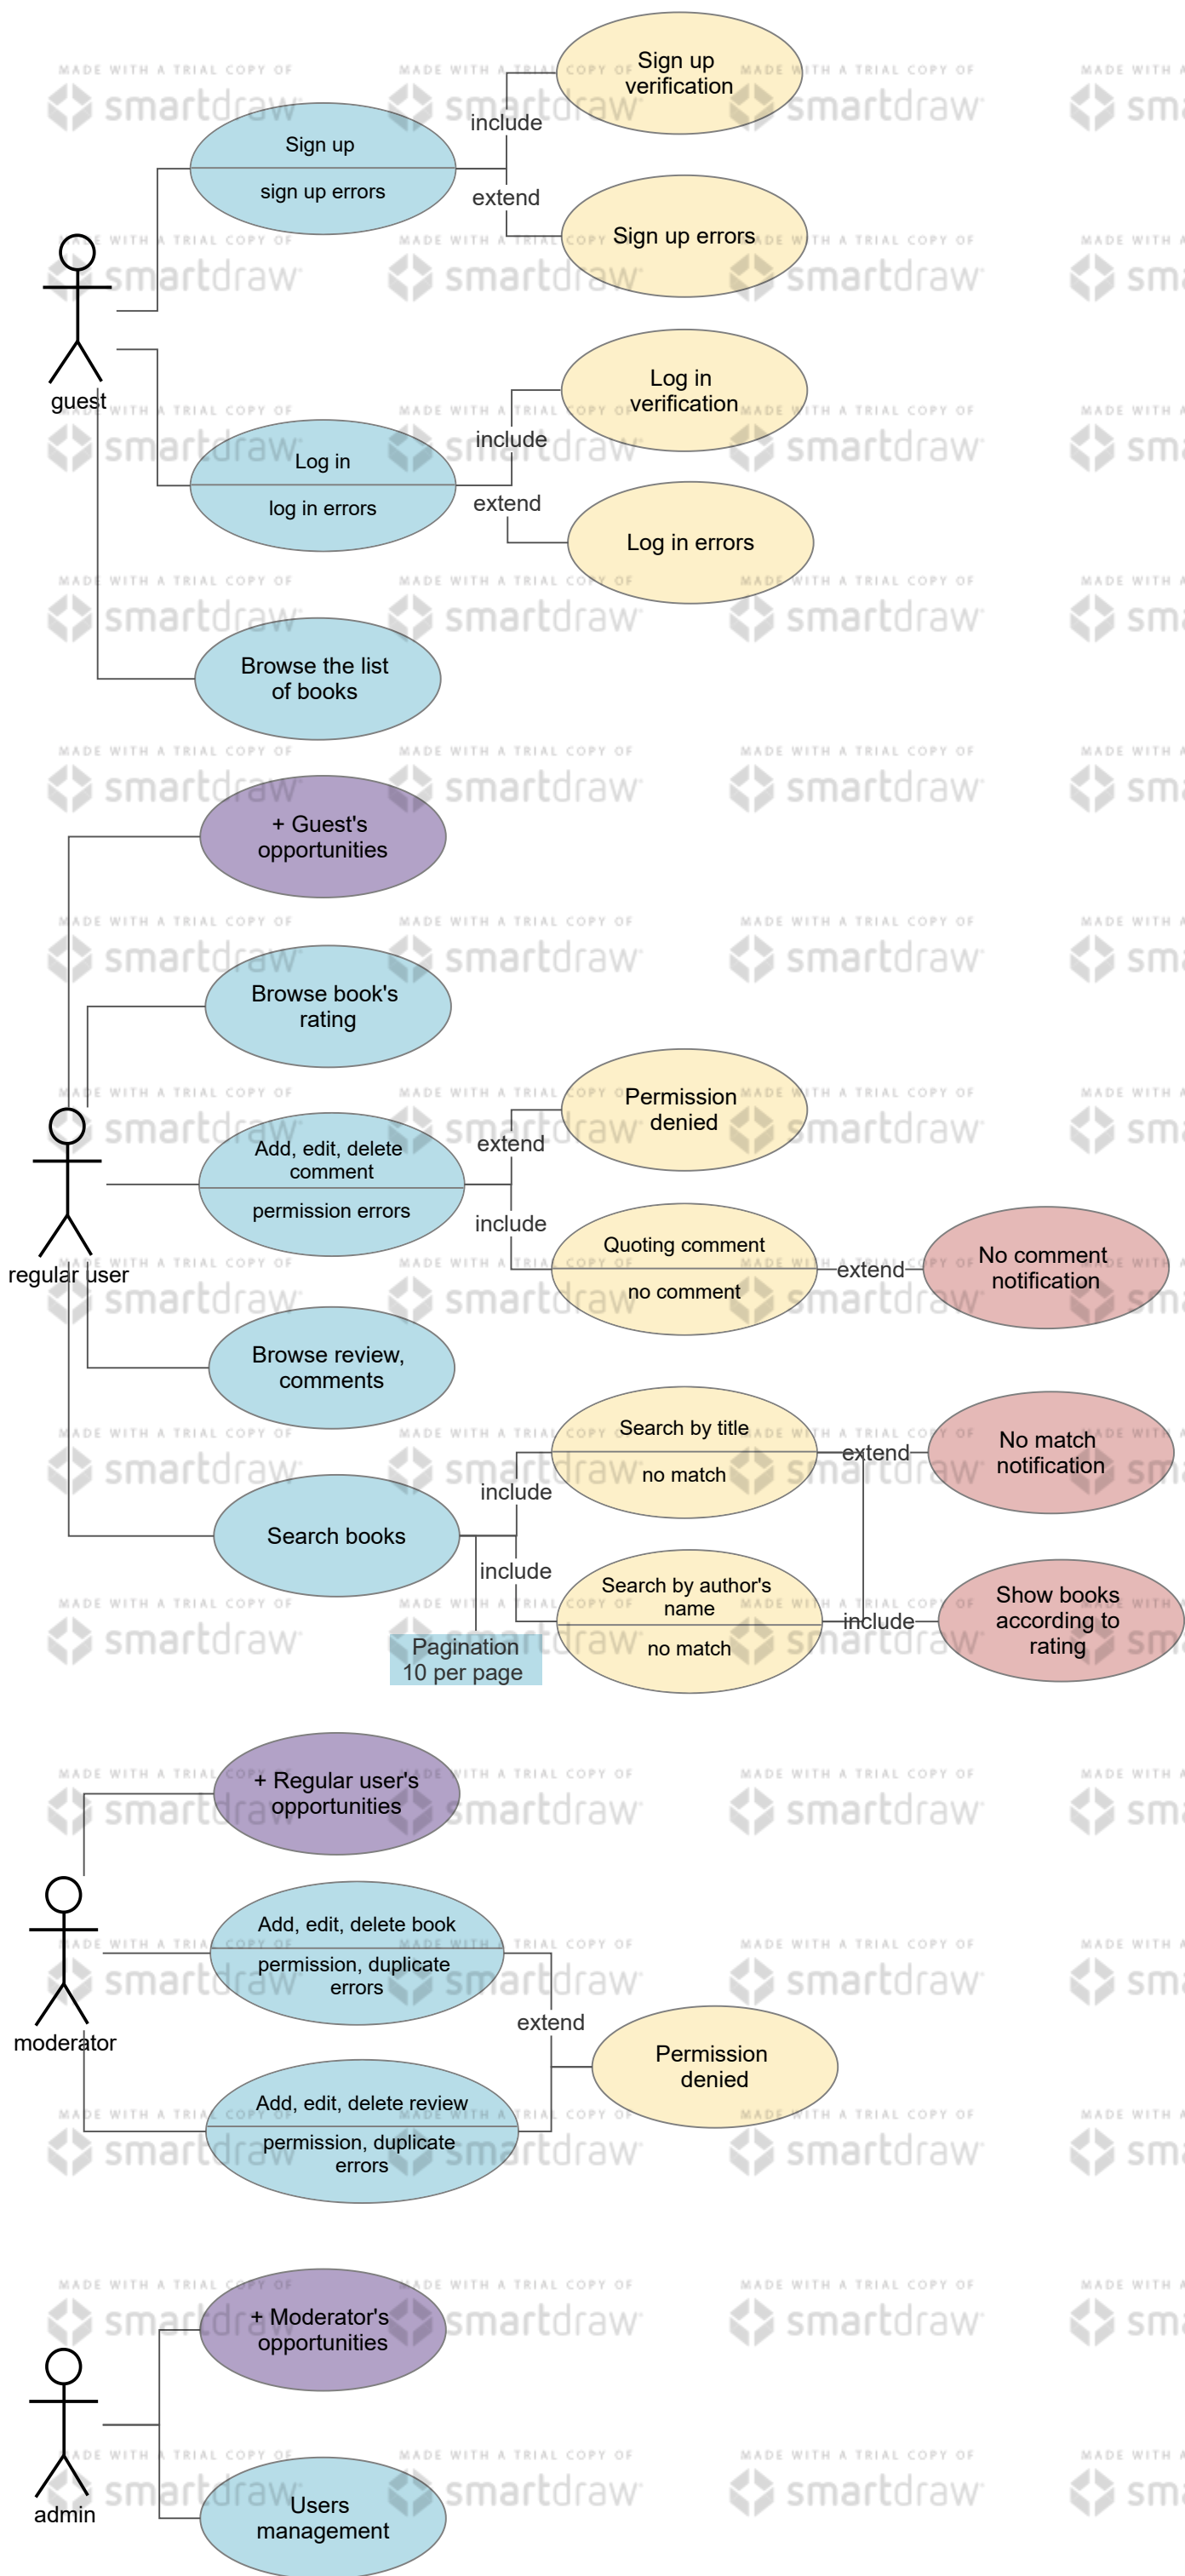 Sign up
verification
include
Sign up
sign up errors
extend
Sign up errors
guest
Log in
verification
include
Log in
log in errors
extend
Log in errors
Browse the list
of books
+ Guest's
opportunities
Browse book's
rating
Permission
denied
extend
Add, edit, delete
comment
permission errors
include
Quoting comment
no comment
extend
No comment
notification
regular user
Browse review,
comments
Search by title
no match
extend
No match
notification
include
Search books
include
Search by author's
name
no match
include
Show books
according to
rating
Pagination
10 per page
+ Regular user's
opportunities
Add, edit, delete book
permission, duplicate
errors
moderator
extend
Permission
denied
Add, edit, delete review
permission, duplicate
errors
+ Moderator's
opportunities
admin
Users
management
MADE WITH A TRIAL COPY OF
smartdraw